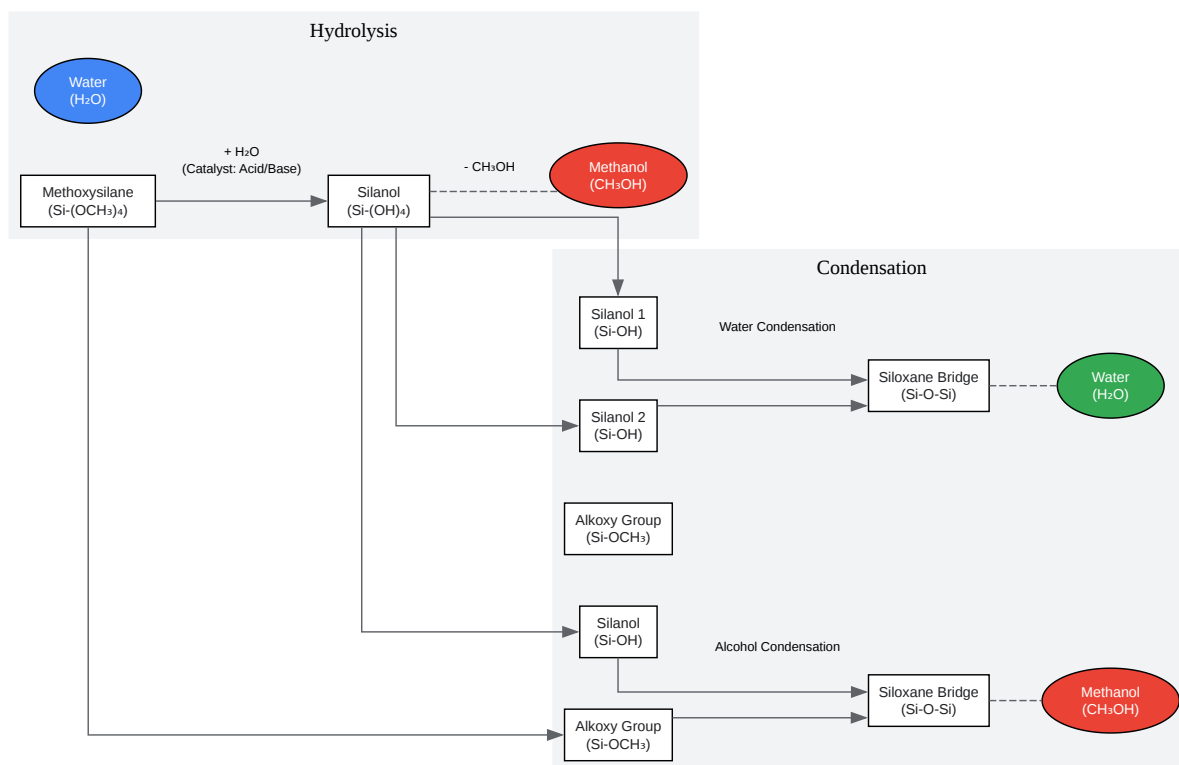 Hydrolysis
Water
(H₂O)
+ H₂O
(Catalyst: Acid/Base)
- CH₃OH
Methanol
(CH₃OH)
Methoxysilane
(Si-(OCH₃)₄)
Silanol
(Si-(OH)₄)
Condensation
Silanol 1
(Si-OH)
Water Condensation
Siloxane Bridge
(Si-O-Si)
Water
(H₂O)
Silanol 2
(Si-OH)
Alkoxy Group
(Si-OCH₃)
Silanol
(Si-OH)
Alcohol Condensation
Siloxane Bridge
(Si-O-Si)
Methanol
(CH₃OH)
Alkoxy Group
(Si-OCH₃)